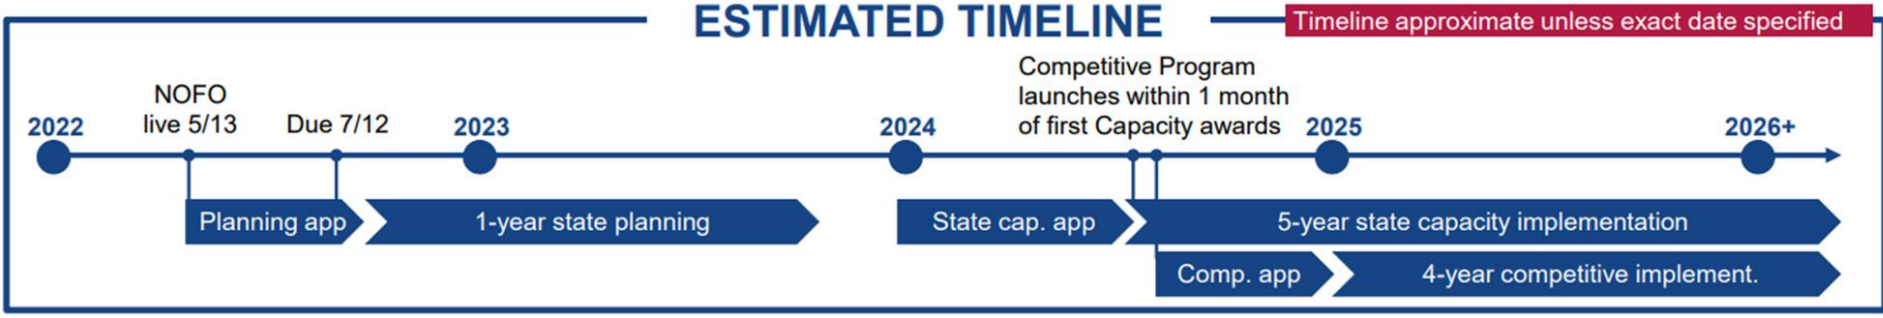 ESTIMATED TIMELINE
Timeline approximate unless exact date specified
Competitive Program
launches within 1 month
of first Capacity awards
NOFO
live 5/13
Due 7/12
2022
2023
2024
2025
2026+
Planning app
1-year state planning
State cap. app
5-year state capacity implementation
Comp. app
4-year competitive implement.